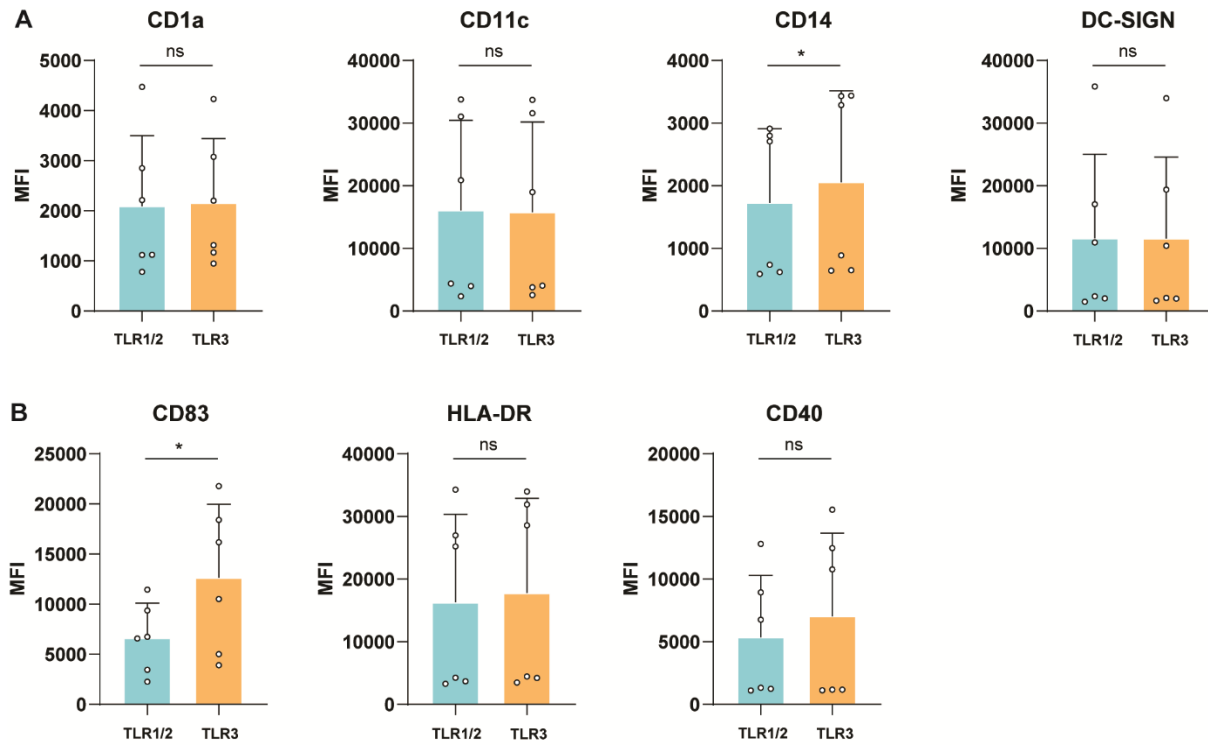 A
CD1a
ns
5000
4000
3000
2000
1000
0
MFI
TLR1/2 TLR3
CD11c
ns
40000
30000
20000
10000
0
MFI
TLR1/2 TLR3
CD14
*
4000
3000
2000
1000
0
MFI
TLR1/2 TLR3
DC-SIGN
ns
40000
30000
20000
10000
0
MFI
TLR1/2 TLR3
B
CD83
*
25000
20000
15000
10000
5000
0
MFI
TLR1/2 TLR3
HLA-DR
ns
40000
30000
20000
10000
0
MFI
TLR1/2 TLR3
CD40
ns
20000
15000
10000
5000
0
MFI
TLR1/2 TLR3